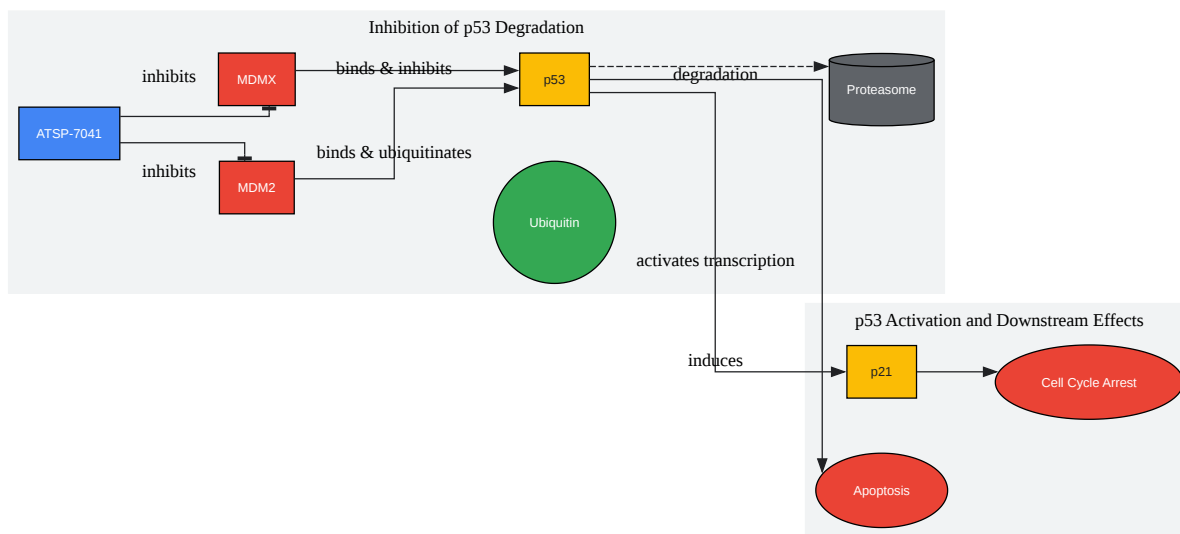 Inhibition of p53 Degradation
inhibits
MDMX
binds & inhibits
p53
degradation
Proteasome
ATSP-7041
inhibits
MDM2
binds & ubiquitinates
Ubiquitin
activates transcription
p53 Activation and Downstream Effects
induces
p21
Cell Cycle Arrest
Apoptosis